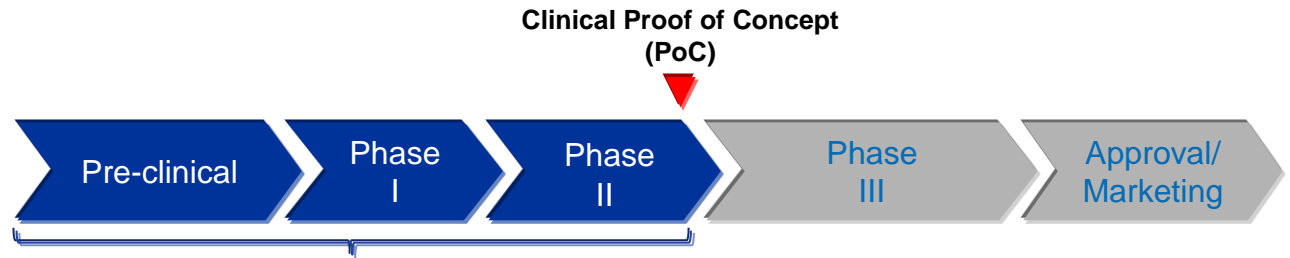 Clinical Proof of Concept
(PoC)
Pre-clinical
Phase
I
Phase
II
Phase
III
Approval/
Marketing